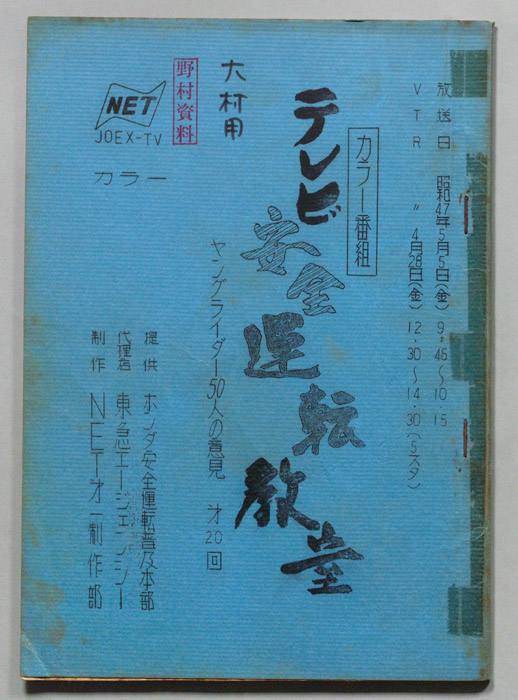 放送日 昭和47年5月5日(金) 9・45〜10・15
VTR 〃 4月28日(金) 12・30〜14・30(5スタ)
カラー番組
テレビ安全運転教室
ヤングライダー50人の意見 才20回
大村用
野村資料
NET
JOEX-TV
カラー
提供 ホンダ安全運転普及本部
代理店 東急エージェンシー
制作 NET才一制作部